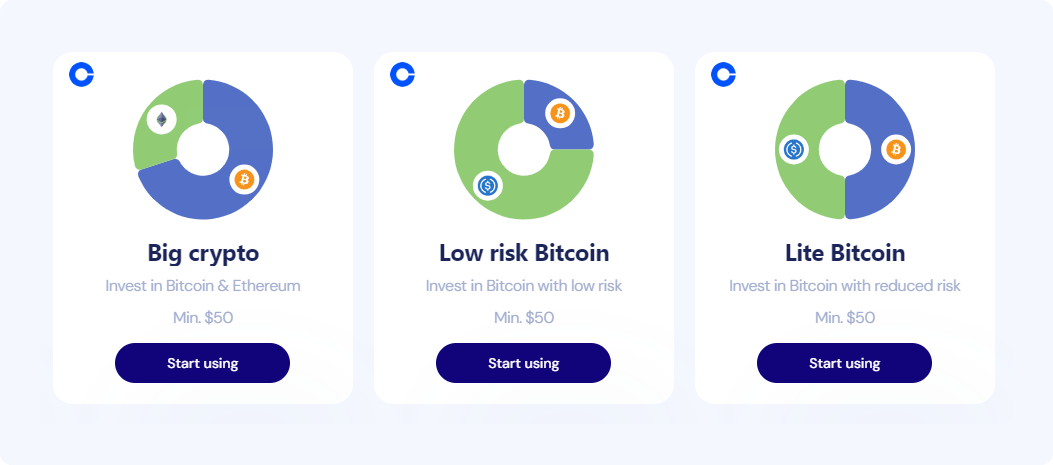 Big crypto
Invest in Bitcoin & Ethereum
Min. $50
Start using
Low risk Bitcoin
Invest in Bitcoin with low risk
Min. $50
Start using
Lite Bitcoin
Invest in Bitcoin with reduced risk
Min. $50
Start using